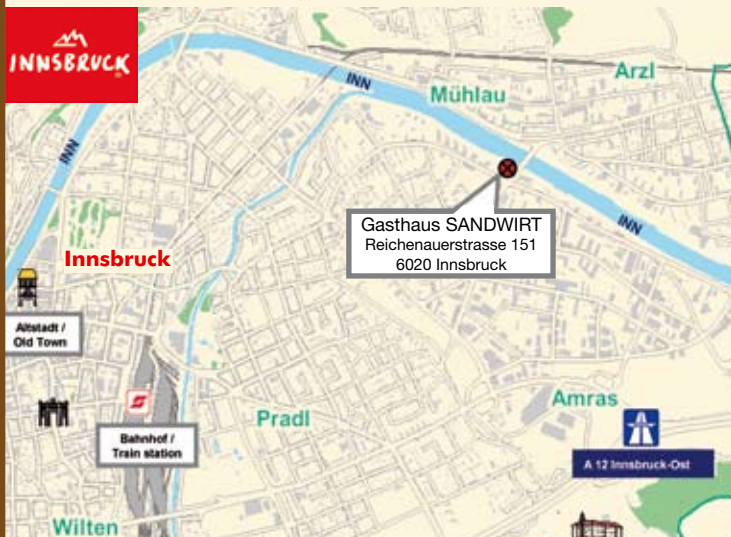 INNSBRUCK
INN
Mühlau
Arzl
INN
Gasthaus SANDWIRT
Reichenauerstrasse 151
6020 Innsbruck
INN
Innsbruck
Altstadt /
Old Town
Bahnhof /
Train station
Pradl
Amras
A 12 Innsbruck-Ost
Wilten